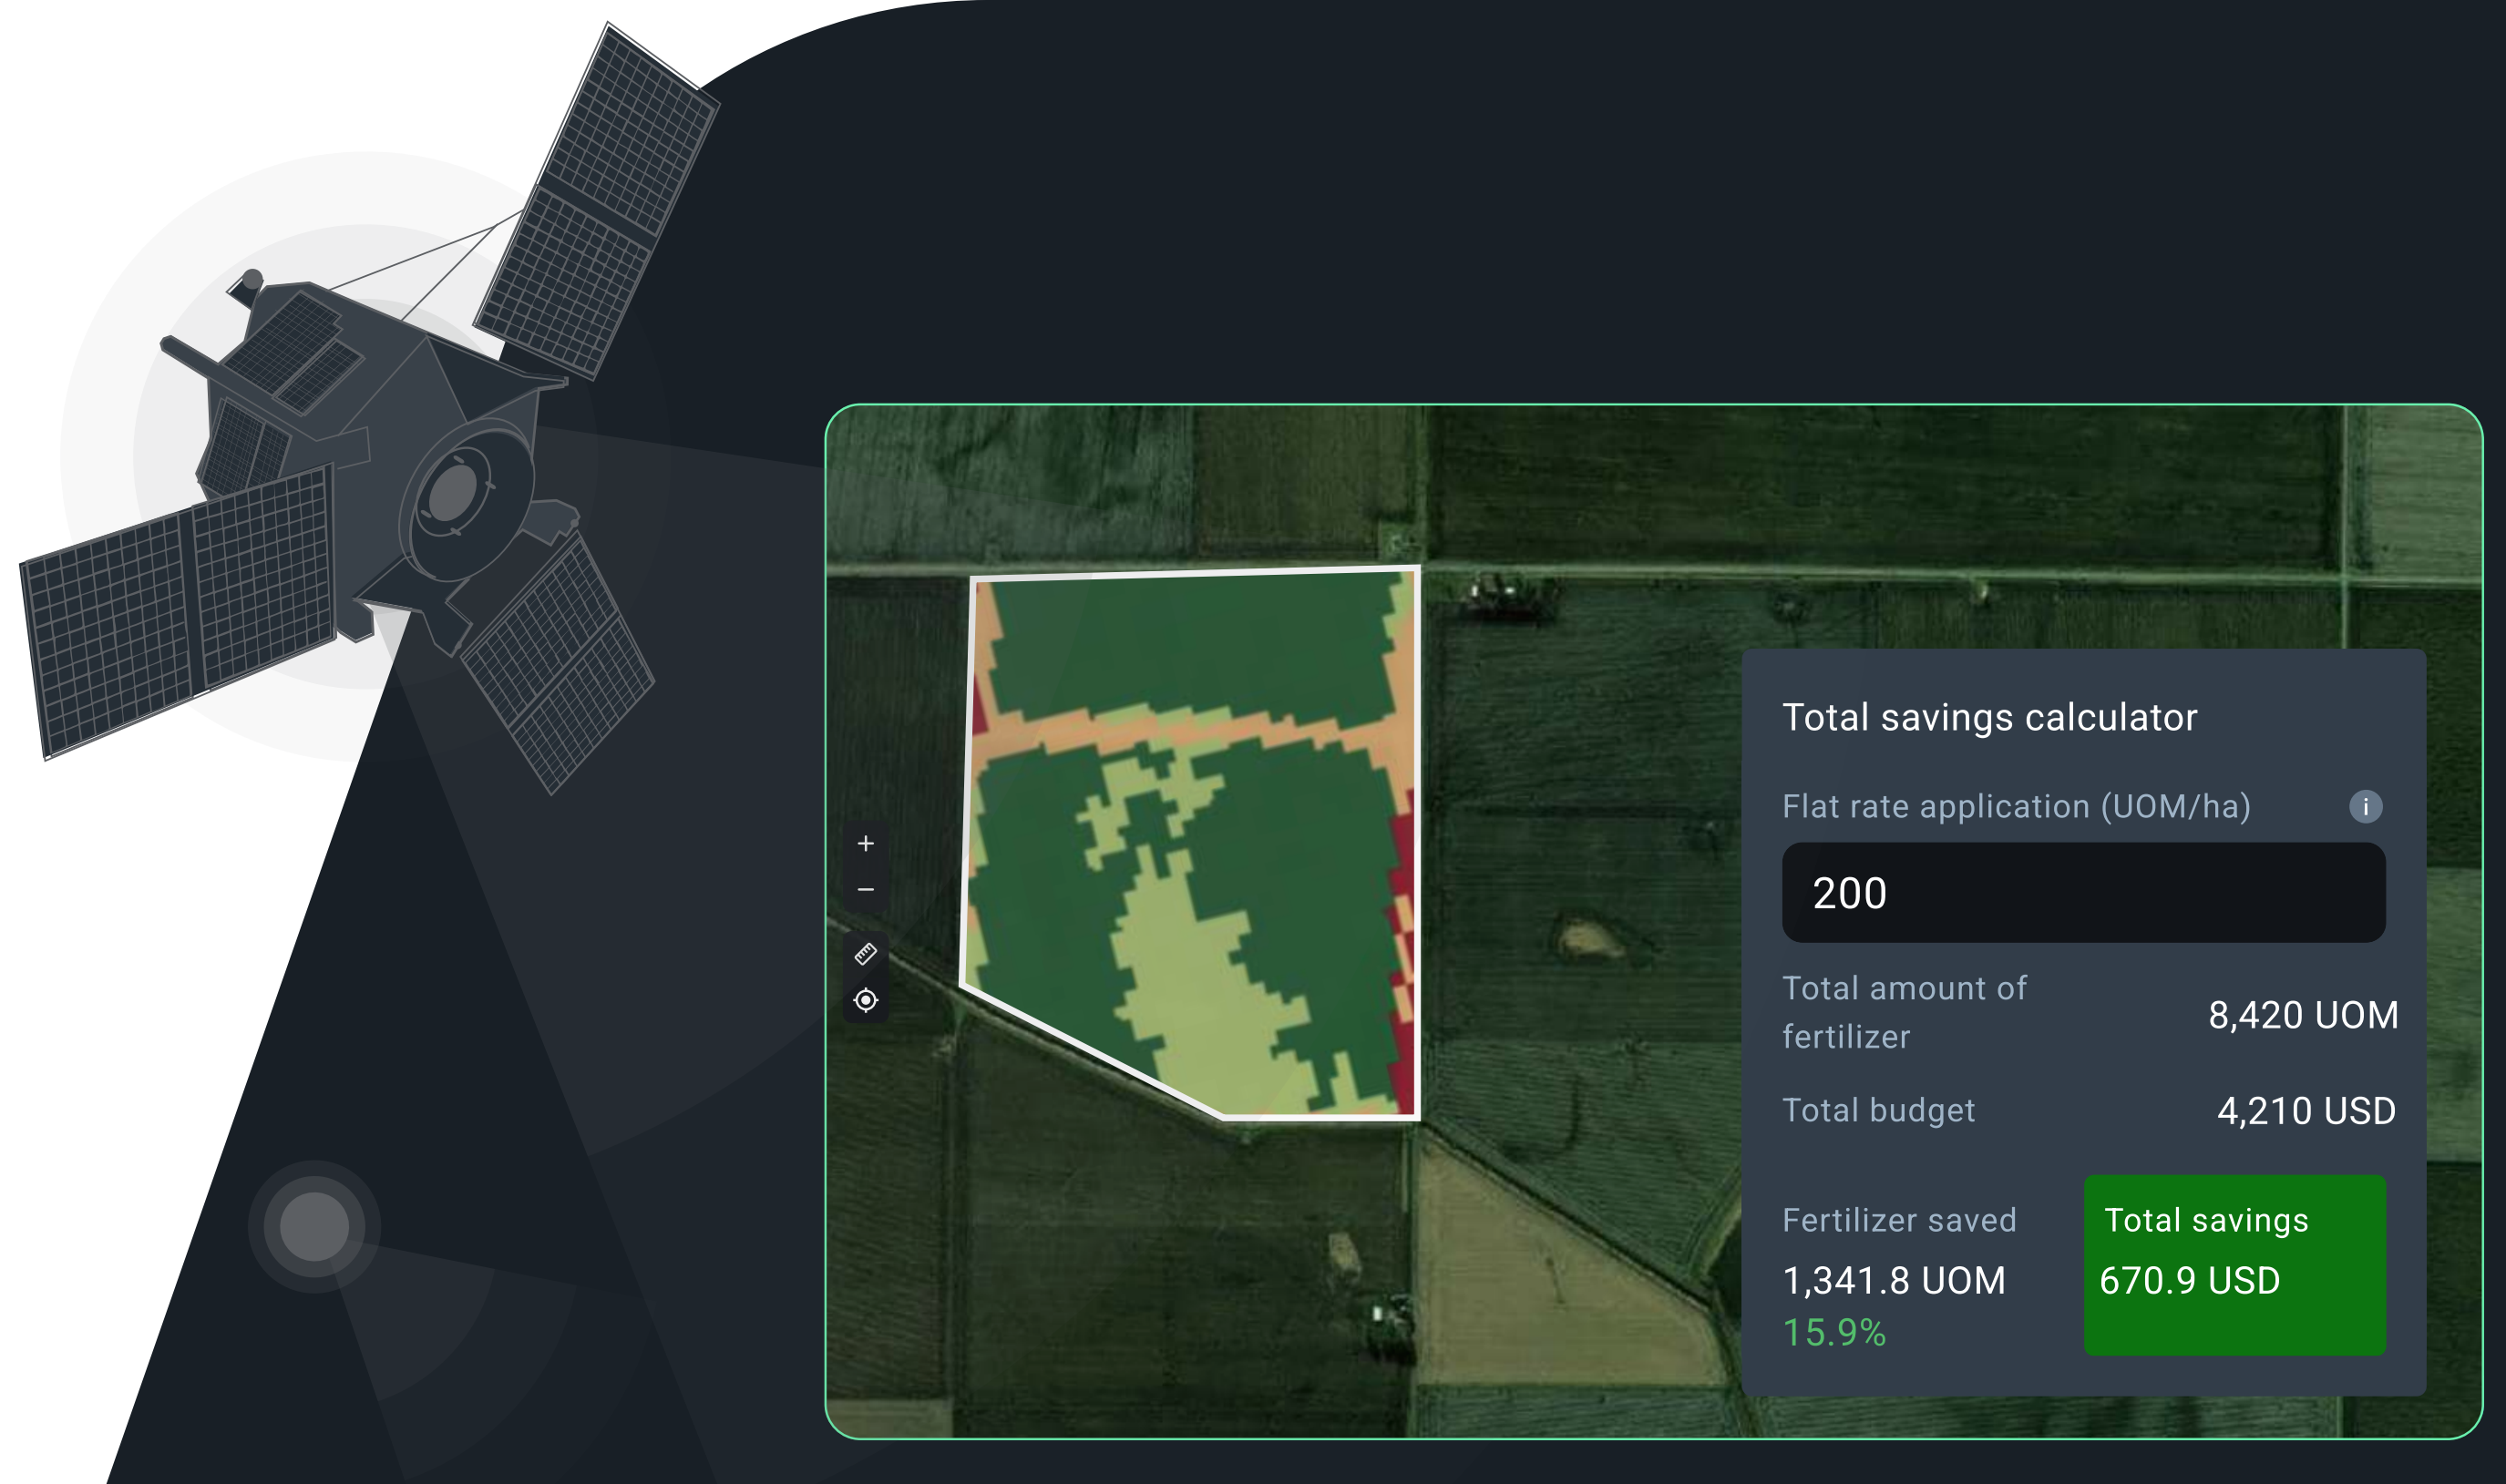 Total savings calculator
Flat rate application (UOM/ha)
i
200
Total amount of
fertilizer
8,420 UOM
Total budget
4,210 USD
Fertilizer saved
1,341.8 UOM
15.9%
Total savings
670.9 USD